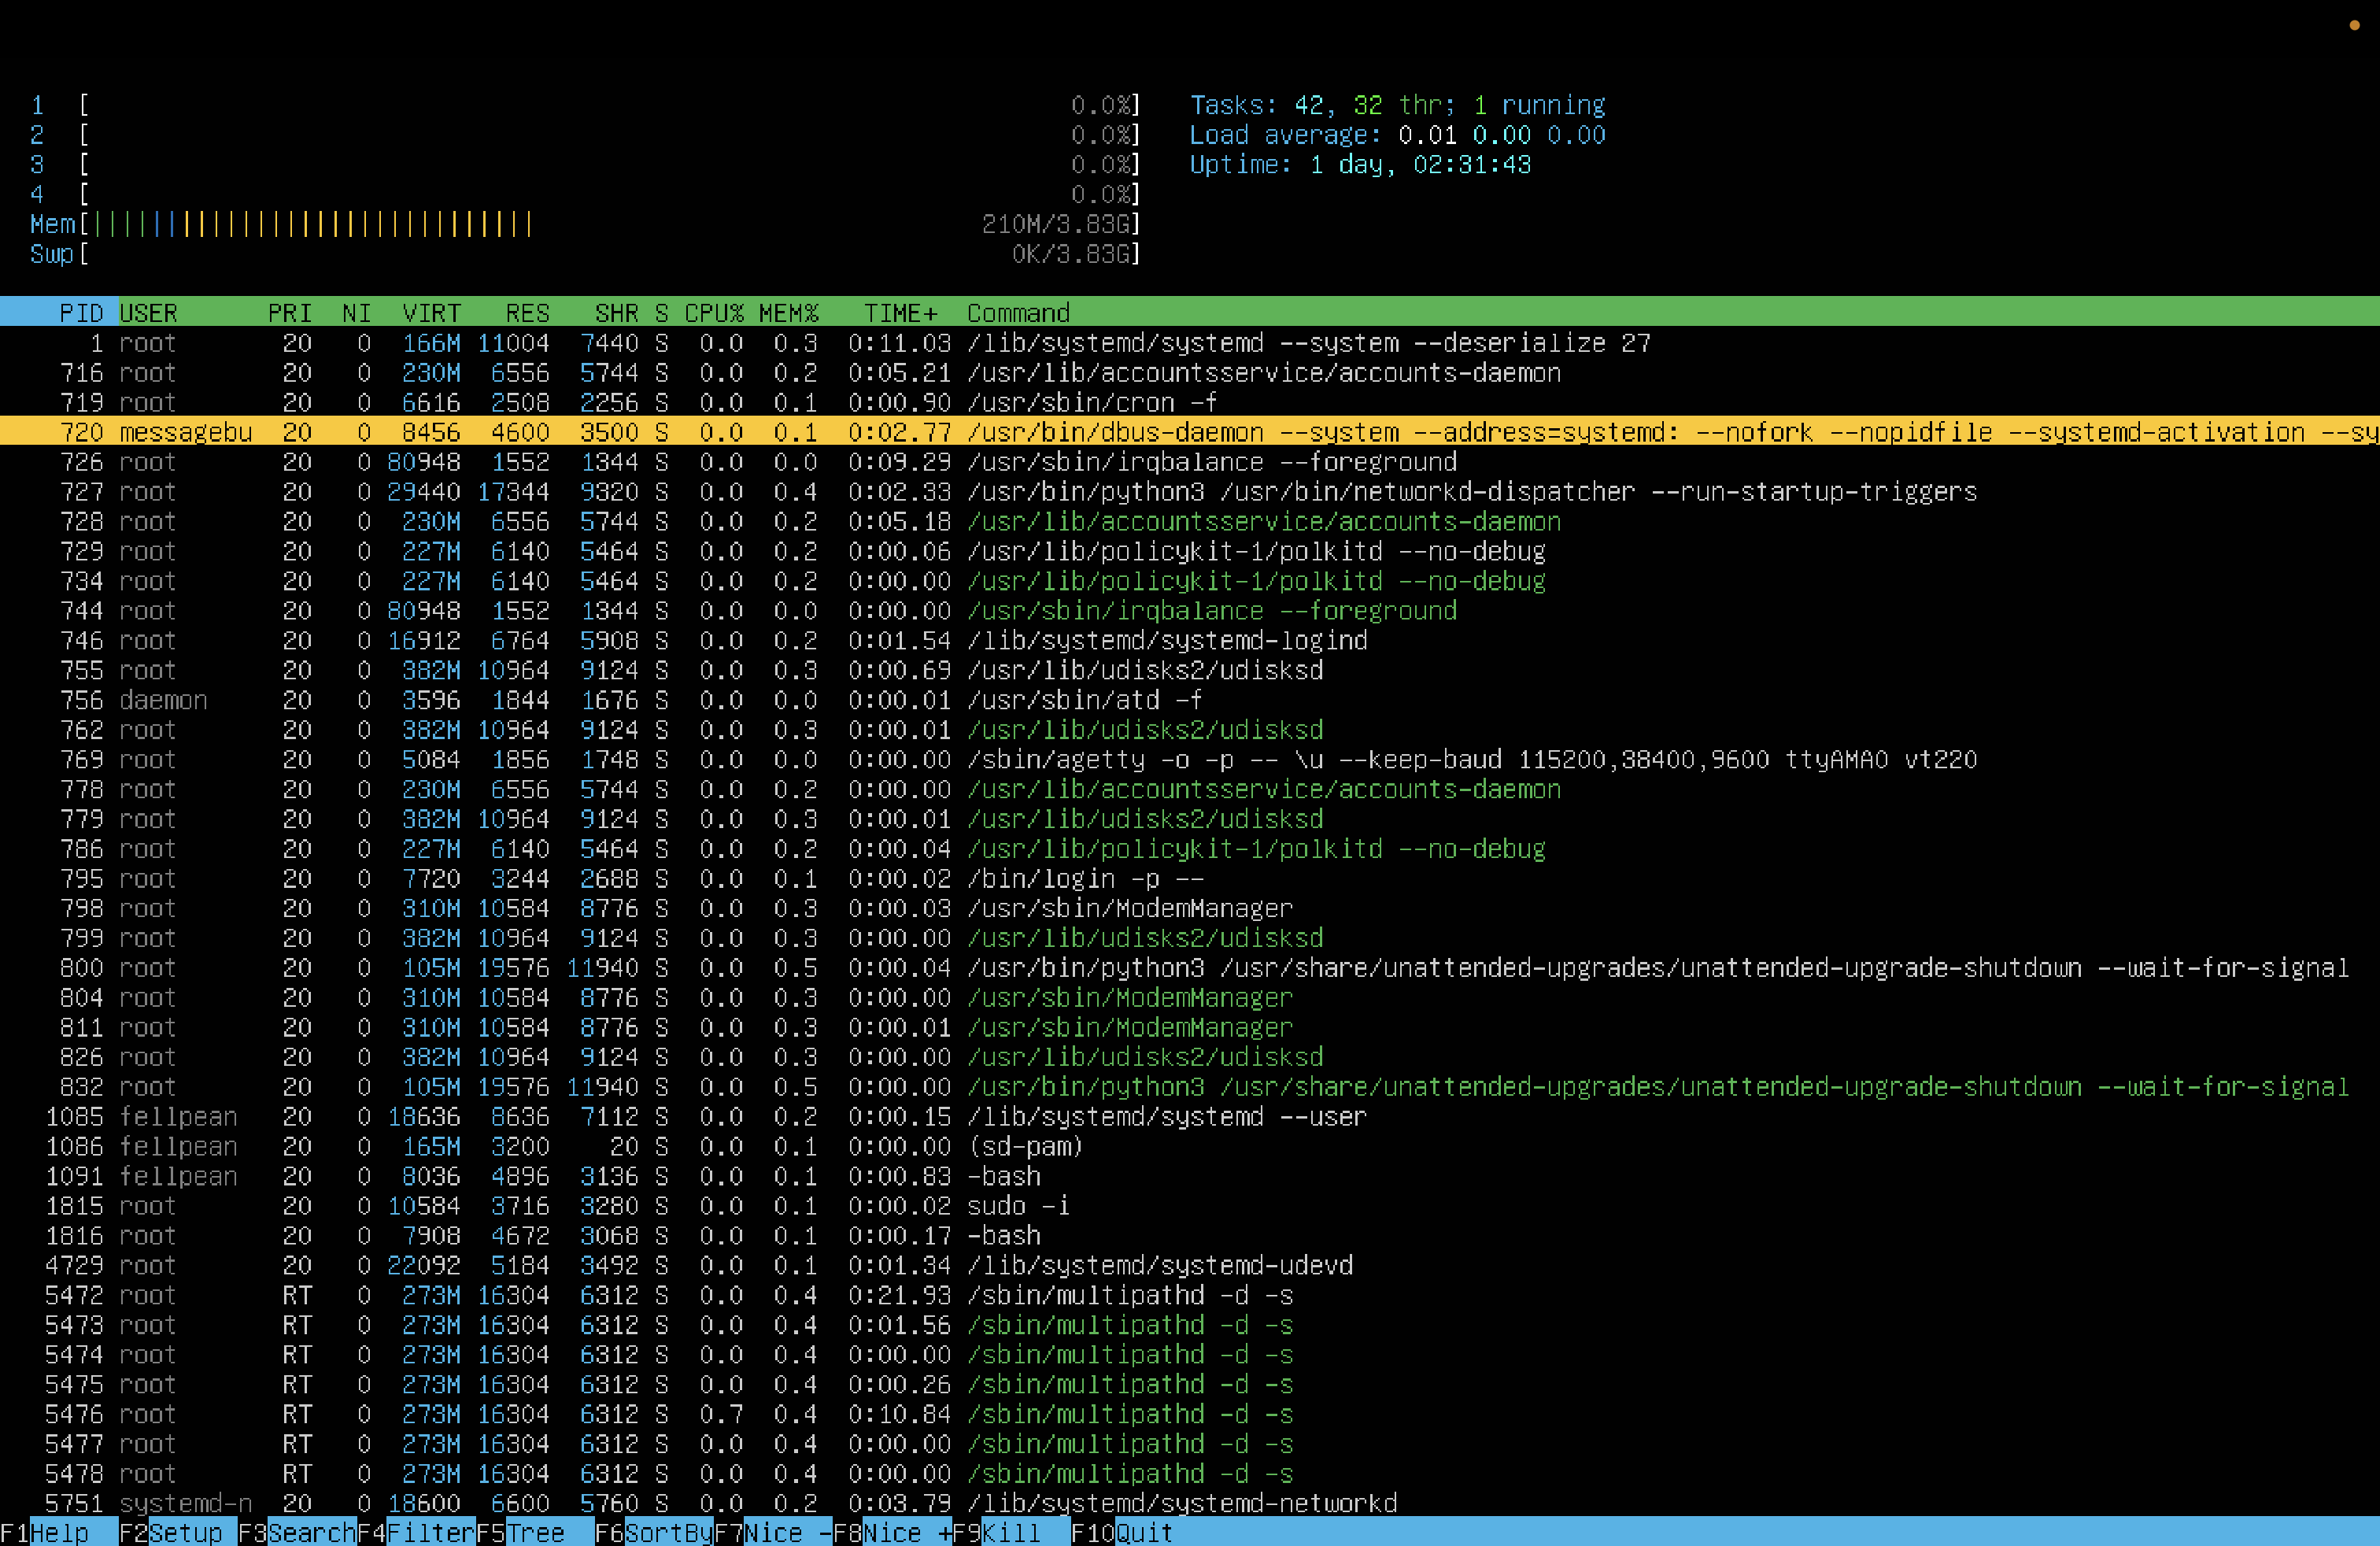 1 [ 0.0%] Tasks: 42, 32 thr; 1 running
2 [ 0.0%] Load average: 0.01 0.00 0.00
3 [ 0.0%] Uptime: 1 day, 02:31:43
4 [ 0.0%]
Mem[|||||||||||||||||||||||||||||| 210M/3.83G]
Swp[ 0K/3.83G]
PID USER PRI NI VIRT RES SHR S CPU% MEM% TIME+ Command
1 root 20 0 166M 11004 7440 S 0.0 0.3 0:11.03 /lib/systemd/systemd --system --deserialize 27
716 root 20 0 230M 6556 5744 S 0.0 0.2 0:05.21 /usr/lib/accountsservice/accounts-daemon
719 root 20 0 6616 2508 2256 S 0.0 0.1 0:00.90 /usr/sbin/cron -f
720 messagebu 20 0 8456 4600 3500 S 0.0 0.1 0:02.77 /usr/bin/dbus-daemon --system --address=systemd: --nofork --nopidfile --systemd-activation --sy
726 root 20 0 80948 1552 1344 S 0.0 0.0 0:09.29 /usr/sbin/irqbalance --foreground
727 root 20 0 29440 17344 9320 S 0.0 0.4 0:02.33 /usr/bin/python3 /usr/bin/networkd-dispatcher --run-startup-triggers
728 root 20 0 230M 6556 5744 S 0.0 0.2 0:05.18 /usr/lib/accountsservice/accounts-daemon
729 root 20 0 227M 6140 5464 S 0.0 0.2 0:00.06 /usr/lib/policykit-1/polkitd --no-debug
734 root 20 0 227M 6140 5464 S 0.0 0.2 0:00.00 /usr/lib/policykit-1/polkitd --no-debug
744 root 20 0 80948 1552 1344 S 0.0 0.0 0:00.00 /usr/sbin/irqbalance --foreground
746 root 20 0 16912 6764 5908 S 0.0 0.2 0:01.54 /lib/systemd/systemd-logind
755 root 20 0 382M 10964 9124 S 0.0 0.3 0:00.69 /usr/lib/udisks2/udisksd
756 daemon 20 0 3596 1844 1676 S 0.0 0.0 0:00.01 /usr/sbin/atd -f
762 root 20 0 382M 10964 9124 S 0.0 0.3 0:00.01 /usr/lib/udisks2/udisksd
769 root 20 0 5084 1856 1748 S 0.0 0.0 0:00.00 /sbin/agetty -o -p -- \u --keep-baud 115200,38400,9600 ttyAMA0 vt220
778 root 20 0 230M 6556 5744 S 0.0 0.2 0:00.00 /usr/lib/accountsservice/accounts-daemon
779 root 20 0 382M 10964 9124 S 0.0 0.3 0:00.01 /usr/lib/udisks2/udisksd
786 root 20 0 227M 6140 5464 S 0.0 0.2 0:00.04 /usr/lib/policykit-1/polkitd --no-debug
795 root 20 0 7720 3244 2688 S 0.0 0.1 0:00.02 /bin/login -p --
798 root 20 0 310M 10584 8776 S 0.0 0.3 0:00.03 /usr/sbin/ModemManager
799 root 20 0 382M 10964 9124 S 0.0 0.3 0:00.00 /usr/lib/udisks2/udisksd
800 root 20 0 105M 19576 11940 S 0.0 0.5 0:00.04 /usr/bin/python3 /usr/share/unattended-upgrades/unattended-upgrade-shutdown --wait-for-signal
804 root 20 0 310M 10584 8776 S 0.0 0.3 0:00.00 /usr/sbin/ModemManager
811 root 20 0 310M 10584 8776 S 0.0 0.3 0:00.01 /usr/sbin/ModemManager
826 root 20 0 382M 10964 9124 S 0.0 0.3 0:00.00 /usr/lib/udisks2/udisksd
832 root 20 0 105M 19576 11940 S 0.0 0.5 0:00.00 /usr/bin/python3 /usr/share/unattended-upgrades/unattended-upgrade-shutdown --wait-for-signal
1085 fellpean 20 0 18636 8636 7112 S 0.0 0.2 0:00.15 /lib/systemd/systemd --user
1086 fellpean 20 0 165M 3200 20 S 0.0 0.1 0:00.00 (sd-pam)
1091 fellpean 20 0 8036 4896 3136 S 0.0 0.1 0:00.83 -bash
1815 root 20 0 10584 3716 3280 S 0.0 0.1 0:00.02 sudo -i
1816 root 20 0 7908 4672 3068 S 0.0 0.1 0:00.17 -bash
4729 root 20 0 22092 5184 3492 S 0.0 0.1 0:01.34 /lib/systemd/systemd-udevd
5472 root RT 0 273M 16304 6312 S 0.0 0.4 0:21.93 /sbin/multipathd -d -s
5473 root RT 0 273M 16304 6312 S 0.0 0.4 0:01.56 /sbin/multipathd -d -s
5474 root RT 0 273M 16304 6312 S 0.0 0.4 0:00.00 /sbin/multipathd -d -s
5475 root RT 0 273M 16304 6312 S 0.0 0.4 0:00.26 /sbin/multipathd -d -s
5476 root RT 0 273M 16304 6312 S 0.7 0.4 0:10.84 /sbin/multipathd -d -s
5477 root RT 0 273M 16304 6312 S 0.0 0.4 0:00.00 /sbin/multipathd -d -s
5478 root RT 0 273M 16304 6312 S 0.0 0.4 0:00.00 /sbin/multipathd -d -s
5751 systemd-n 20 0 18600 6600 5760 S 0.0 0.2 0:03.79 /lib/systemd/systemd-networkd
F1Help F2Setup F3SearchF4FilterF5Tree F6SortByF7Nice -F8Nice +F9Kill F10Quit